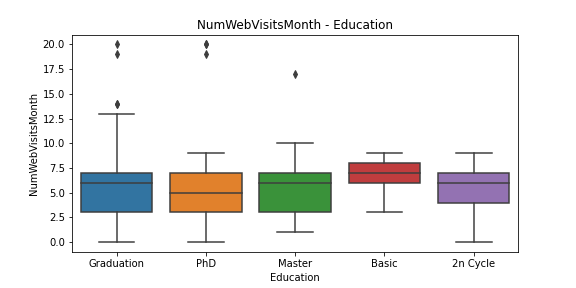 NumWebVisitsMonth - Education
NumWebVisitsMonth
20.0
17.5
15.0
12.5
10.0
7.5
5.0
2.5
0.0
Graduation PhD Master Basic 2n Cycle
Education